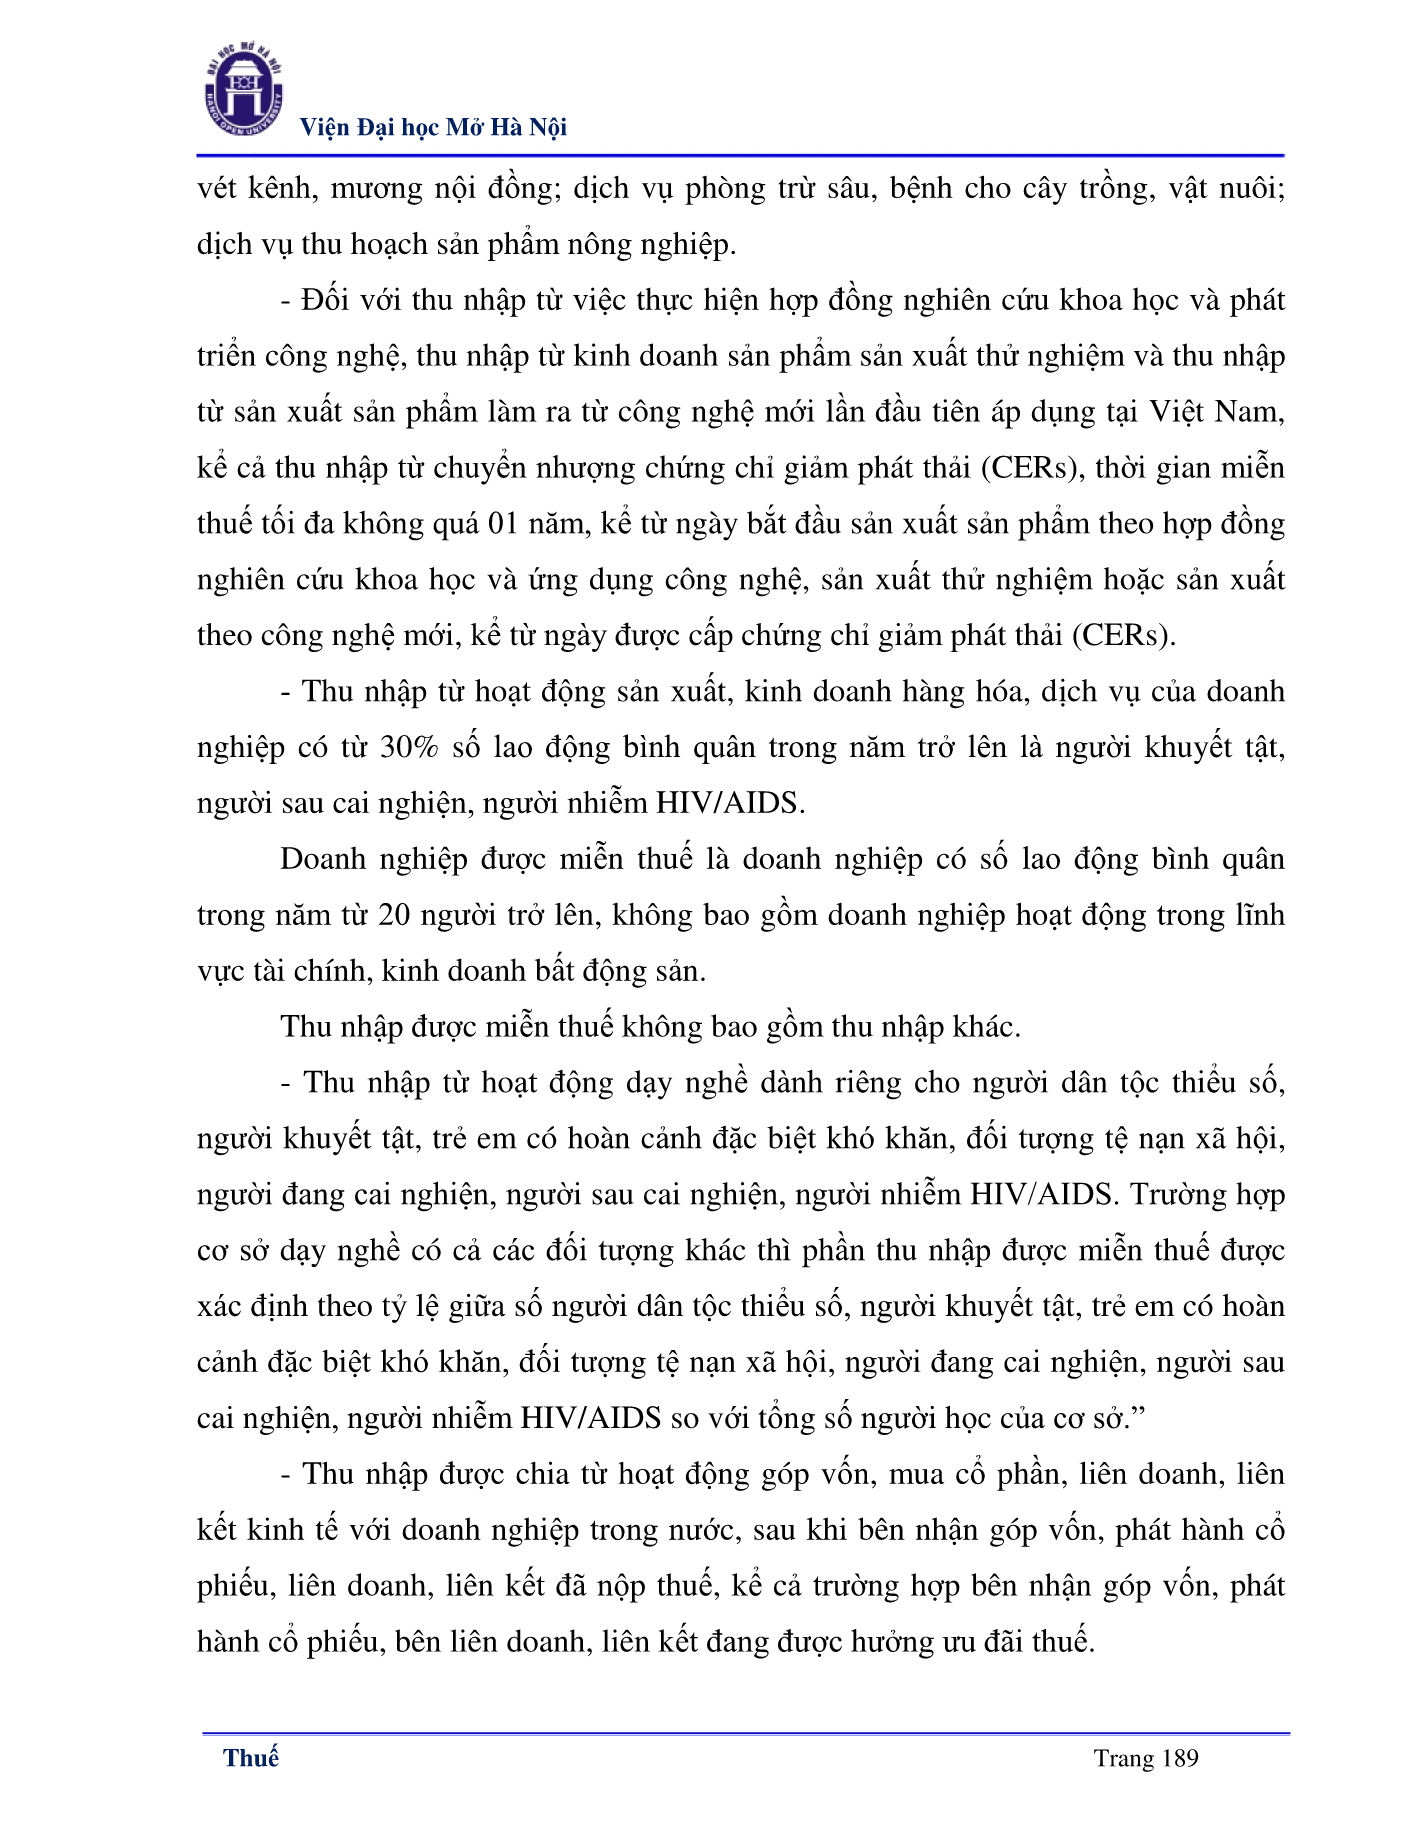 ĐẠI HỌC MỞ HÀ NỘI
HANOI OPEN UNIVERSITY
Viện Đại học Mở Hà Nội
vét kênh, mương nội đồng; dịch vụ phòng trừ sâu, bệnh cho cây trồng, vật nuôi;
dịch vụ thu hoạch sản phẩm nông nghiệp.
- Đối với thu nhập từ việc thực hiện hợp đồng nghiên cứu khoa học và phát
triển công nghệ, thu nhập từ kinh doanh sản phẩm sản xuất thử nghiệm và thu nhập
từ sản xuất sản phẩm làm ra từ công nghệ mới lần đầu tiên áp dụng tại Việt Nam,
kể cả thu nhập từ chuyển nhượng chứng chỉ giảm phát thải (CERs), thời gian miễn
thuế tối đa không quá 01 năm, kể từ ngày bắt đầu sản xuất sản phẩm theo hợp đồng
nghiên cứu khoa học và ứng dụng công nghệ, sản xuất thử nghiệm hoặc sản xuất
theo công nghệ mới, kể từ ngày được cấp chứng chỉ giảm phát thải (CERs).
- Thu nhập từ hoạt động sản xuất, kinh doanh hàng hóa, dịch vụ của doanh
nghiệp có từ 30% số lao động bình quân trong năm trở lên là người khuyết tật,
người sau cai nghiện, người nhiễm HIV/AIDS.
Doanh nghiệp được miễn thuế là doanh nghiệp có số lao động bình quân
trong năm từ 20 người trở lên, không bao gồm doanh nghiệp hoạt động trong lĩnh
vực tài chính, kinh doanh bất động sản.
Thu nhập được miễn thuế không bao gồm thu nhập khác.
- Thu nhập từ hoạt động dạy nghề dành riêng cho người dân tộc thiểu số,
người khuyết tật, trẻ em có hoàn cảnh đặc biệt khó khăn, đối tượng tệ nạn xã hội,
người đang cai nghiện, người sau cai nghiện, người nhiễm HIV/AIDS. Trường hợp
cơ sở dạy nghề có cả các đối tượng khác thì phần thu nhập được miễn thuế được
xác định theo tỷ lệ giữa số người dân tộc thiểu số, người khuyết tật, trẻ em có hoàn
cảnh đặc biệt khó khăn, đối tượng tệ nạn xã hội, người đang cai nghiện, người sau
cai nghiện, người nhiễm HIV/AIDS so với tổng số người học của cơ sở.”
- Thu nhập được chia từ hoạt động góp vốn, mua cổ phần, liên doanh, liên
kết kinh tế với doanh nghiệp trong nước, sau khi bên nhận góp vốn, phát hành cổ
phiếu, liên doanh, liên kết đã nộp thuế, kể cả trường hợp bên nhận góp vốn, phát
hành cổ phiếu, bên liên doanh, liên kết đang được hưởng ưu đãi thuế.
Thuế
Trang 189